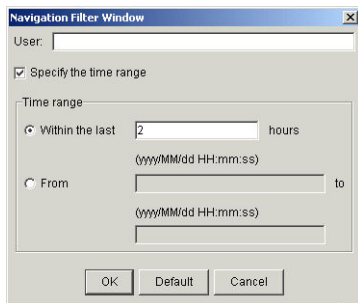 Navigation Filter Window
User:
Specify the time range
Time range
Within the last 2 hours
(yyyy/MM/dd HH:mm:ss)
From to
(yyyy/MM/dd HH:mm:ss)
OK Default Cancel